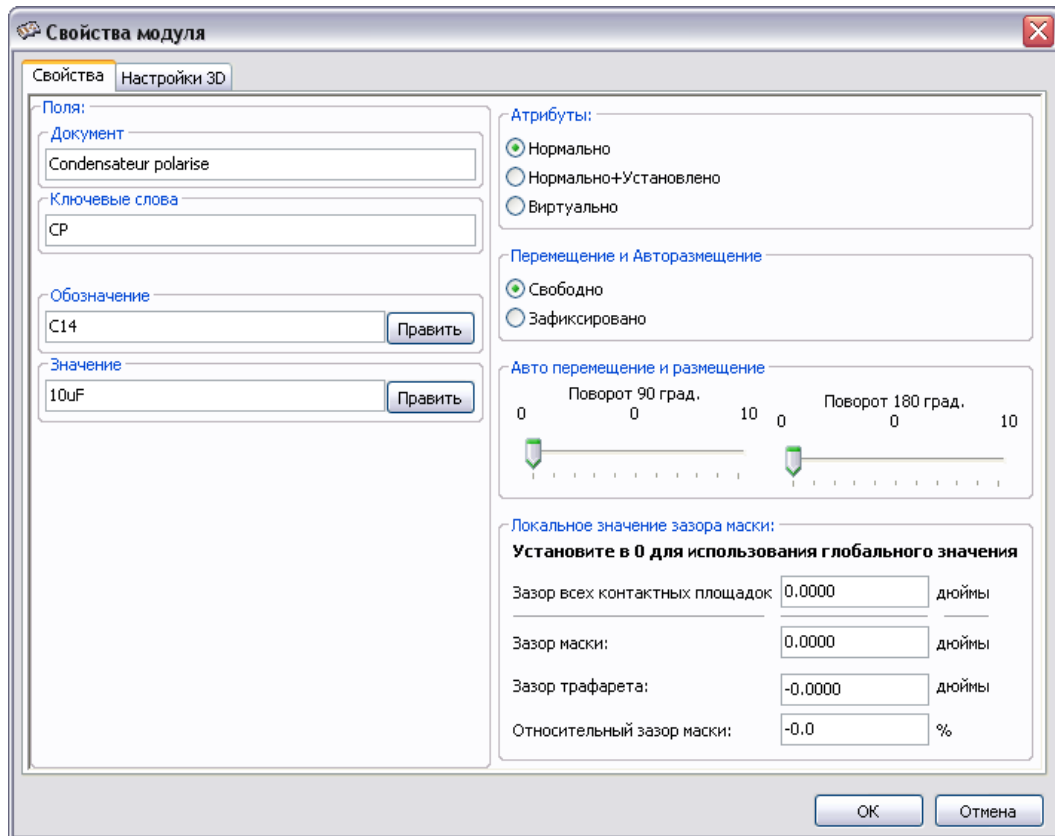 Свойства модуля
Свойства
Настройки 3D
Поля:
Документ
Condensateur polarise
Ключевые слова
CP
Обозначение
C14
Править
Значение
10uF
Править
Атрибуты:
Нормально
Нормально+Установлено
Виртуально
Перемещение и Авторазмещение
Свободно
Зафиксировано
Авто перемещение и размещение
Поворот 90 град.
0 0 10
Поворот 180 град.
0 0 10
Локальное значение зазора маски:
Установите в 0 для использования глобального значения
Зазор всех контактных площадок 0.0000 дюймы
Зазор маски: 0.0000 дюймы
Зазор трафарета: -0.0000 дюймы
Относительный зазор маски: -0.0 %
OK
Отмена